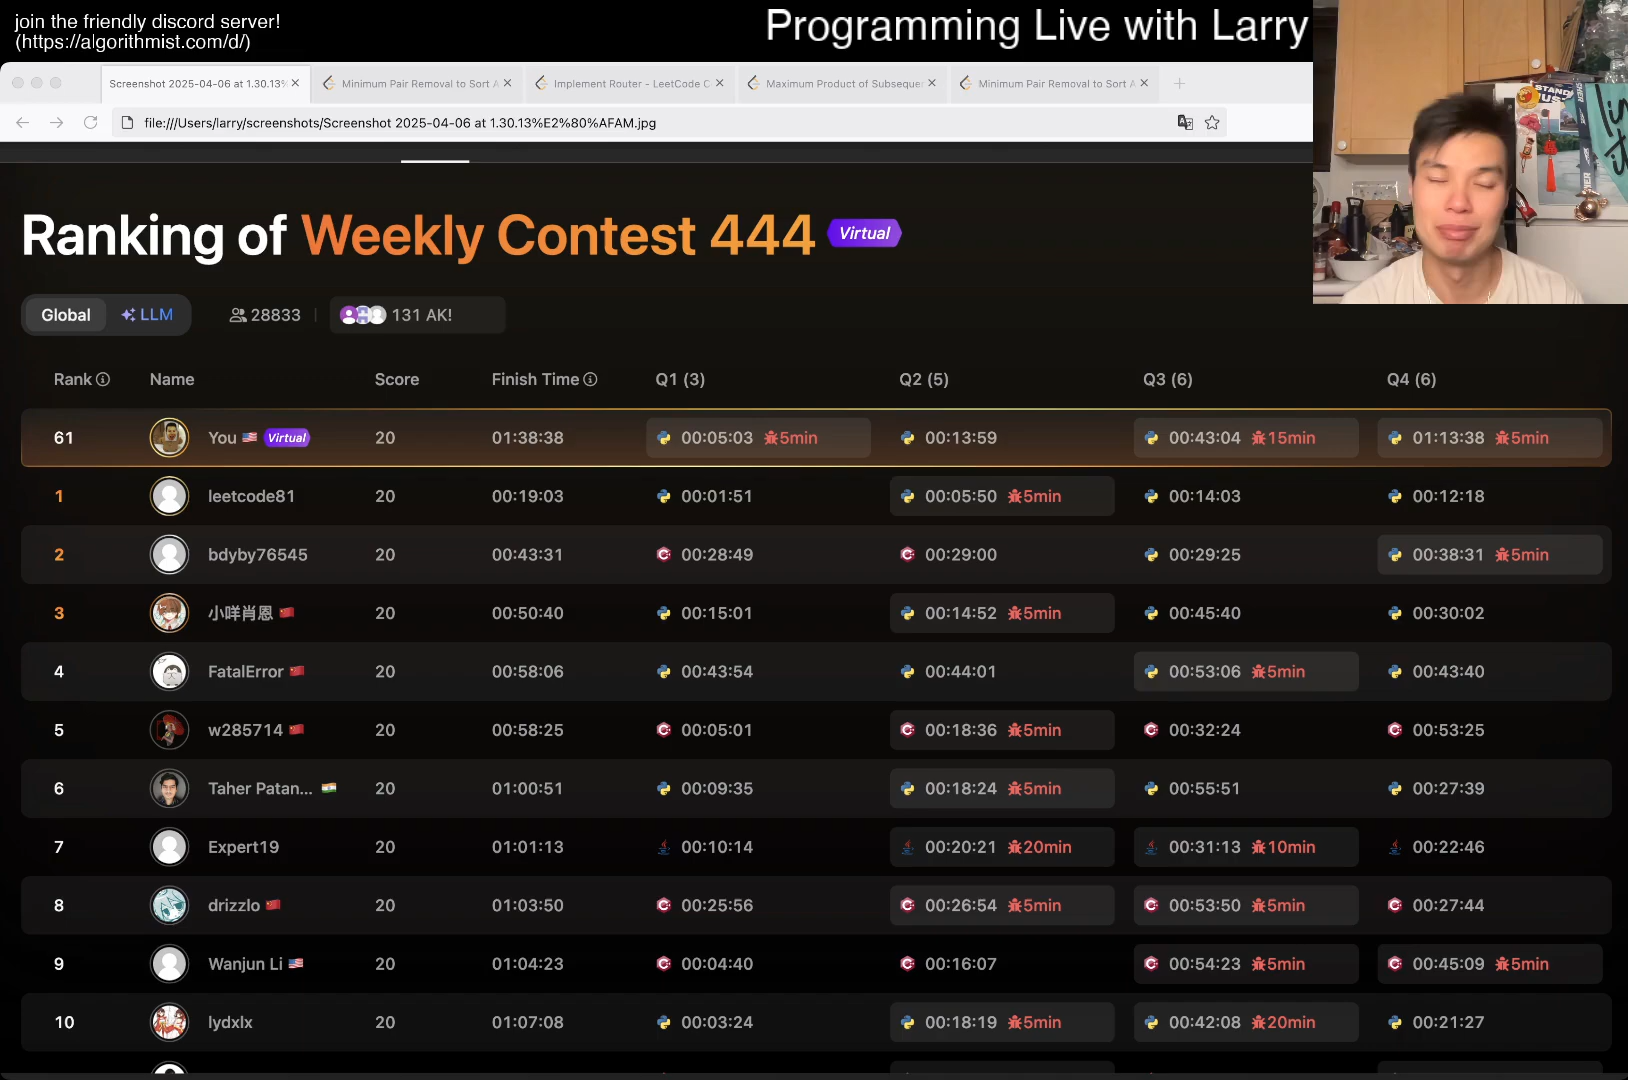 join the friendly discord server!
(https://algorithmist.com/d/)
Programming Live with Larry
Screenshot 2025-04-06 at 1.30.13%
Minimum Pair Removal to Sort A
Implement Router - LeetCode C
Maximum Product of Subseque
Minimum Pair Removal to Sort A
file:///Users/larry/screenshots/Screenshot 2025-04-06 at 1.30.13%E2%80%AFAM.jpg
STAND
Ranking of Weekly Contest 444 Virtual
Global LLM 28833 131 AK!
Rank Name Score Finish Time Q1 (3) Q2 (5) Q3 (6) Q4 (6)
61 You Virtual 20 01:38:38 00:05:03 5min 00:13:59 00:43:04 15min 01:13:38 5min
1 leetcode81 20 00:19:03 00:01:51 00:05:50 5min 00:14:03 00:12:18
2 bdyby76545 20 00:43:31 00:28:49 00:29:00 00:29:25 00:38:31 5min
3 小咩肖恩 20 00:50:40 00:15:01 00:14:52 5min 00:45:40 00:30:02
4 FatalError 20 00:58:06 00:43:54 00:44:01 00:53:06 5min 00:43:40
5 w285714 20 00:58:25 00:05:01 00:18:36 5min 00:32:24 00:53:25
6 Taher Patan... 20 01:00:51 00:09:35 00:18:24 5min 00:55:51 00:27:39
7 Expert19 20 01:01:13 00:10:14 00:20:21 20min 00:31:13 10min 00:22:46
8 drizzlo 20 01:03:50 00:25:56 00:26:54 5min 00:53:50 5min 00:27:44
9 Wanjun Li 20 01:04:23 00:04:40 00:16:07 00:54:23 5min 00:45:09 5min
10 lydxlx 20 01:07:08 00:03:24 00:18:19 5min 00:42:08 20min 00:21:27